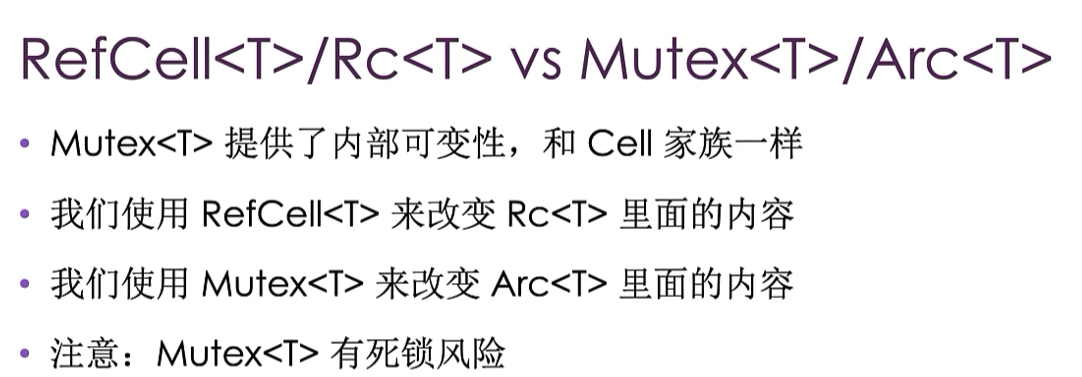 RefCell<T>/Rc<T> vs Mutex<T>/Arc<T>
• Mutex<T> 提供了内部可变性，和 Cell 家族一样
• 我们使用 RefCell<T> 来改变 Rc<T> 里面的内容
• 我们使用 Mutex<T> 来改变 Arc<T> 里面的内容
• 注意：Mutex<T> 有死锁风险